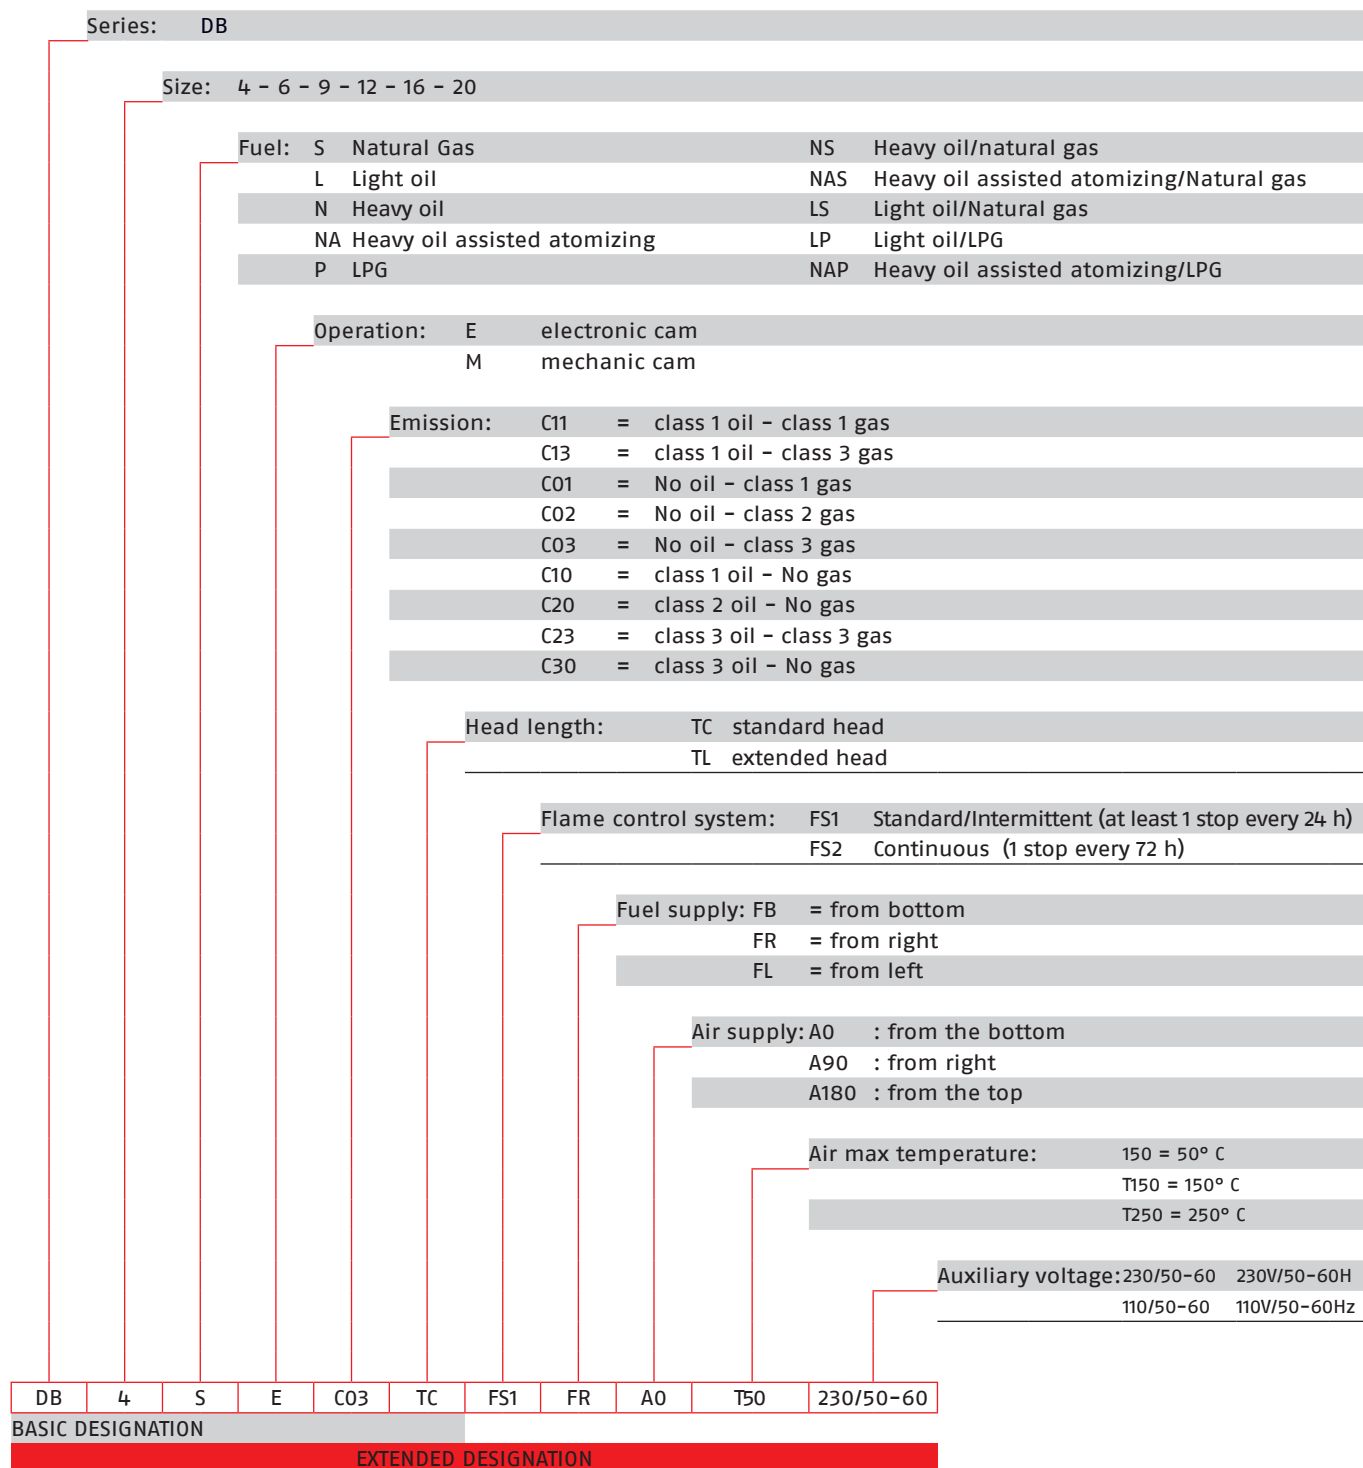 Series: DB
Size: 4 - 6 - 9 - 12 - 16 - 20
Fuel: S Natural Gas NS Heavy oil/natural gas
L Light oil NAS Heavy oil assisted atomizing/Natural gas
N Heavy oil LS Light oil/Natural gas
NA Heavy oil assisted atomizing LP Light oil/LPG
P LPG NAP Heavy oil assisted atomizing/LPG
Operation: E electronic cam
M mechanic cam
Emission: C11 = class 1 oil - class 1 gas
C13 = class 1 oil - class 3 gas
C01 = No oil - class 1 gas
C02 = No oil - class 2 gas
C03 = No oil - class 3 gas
C10 = class 1 oil - No gas
C20 = class 2 oil - No gas
C23 = class 3 oil - class 3 gas
C30 = class 3 oil - No gas
Head length: TC standard head
TL extended head
Flame control system: FS1 Standard/Intermittent (at least 1 stop every 24 h)
FS2 Continuous (1 stop every 72 h)
Fuel supply: FB = from bottom
FR = from right
FL = from left
Air supply: A0 : from the bottom
A90 : from right
A180 : from the top
Air max temperature: 150 = 50° C
T150 = 150° C
T250 = 250° C
Auxiliary voltage: 230/50-60 230V/50-60H
110/50-60 110V/50-60Hz
DB 4 S E C03 TC FS1 FR A0 T50 230/50-60
BASIC DESIGNATION
EXTENDED DESIGNATION